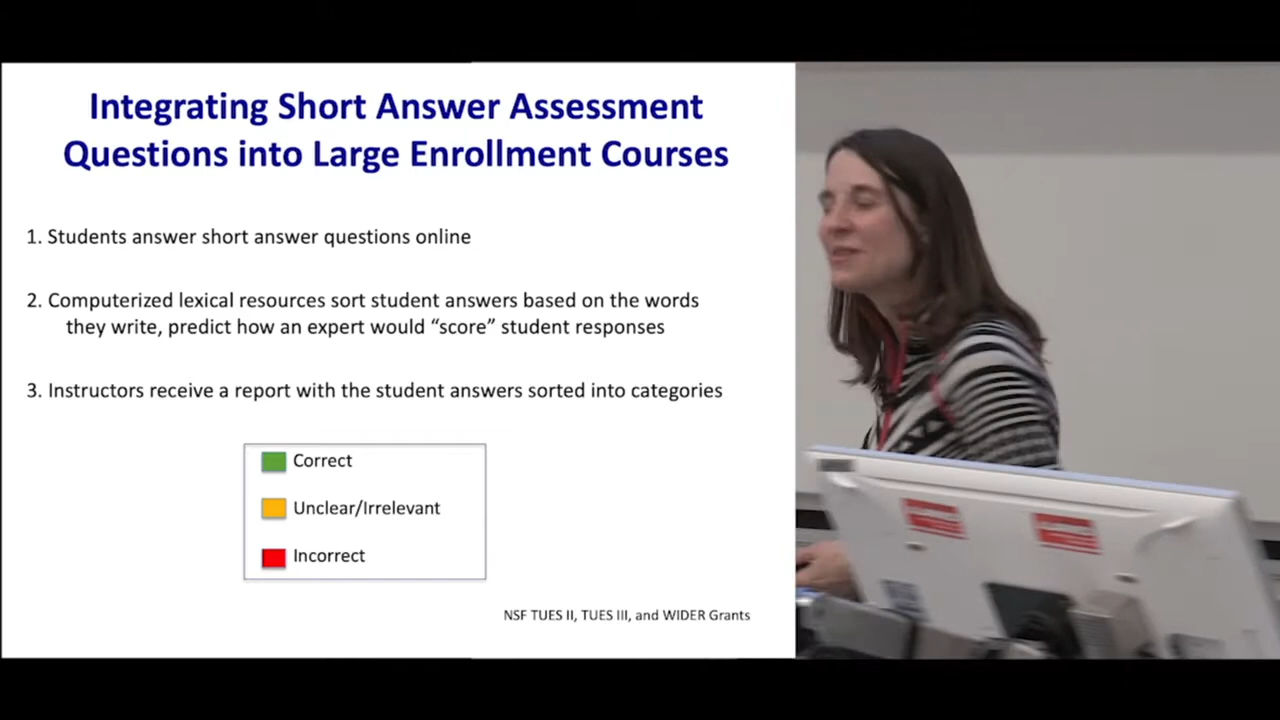 Integrating Short Answer Assessment
Questions into Large Enrollment Courses
1. Students answer short answer questions online
2. Computerized lexical resources sort student answers based on the words
they write, predict how an expert would “score” student responses
3. Instructors receive a report with the student answers sorted into categories
Correct
Unclear/Irrelevant
Incorrect
NSF TUES II, TUES III, and WIDER Grants